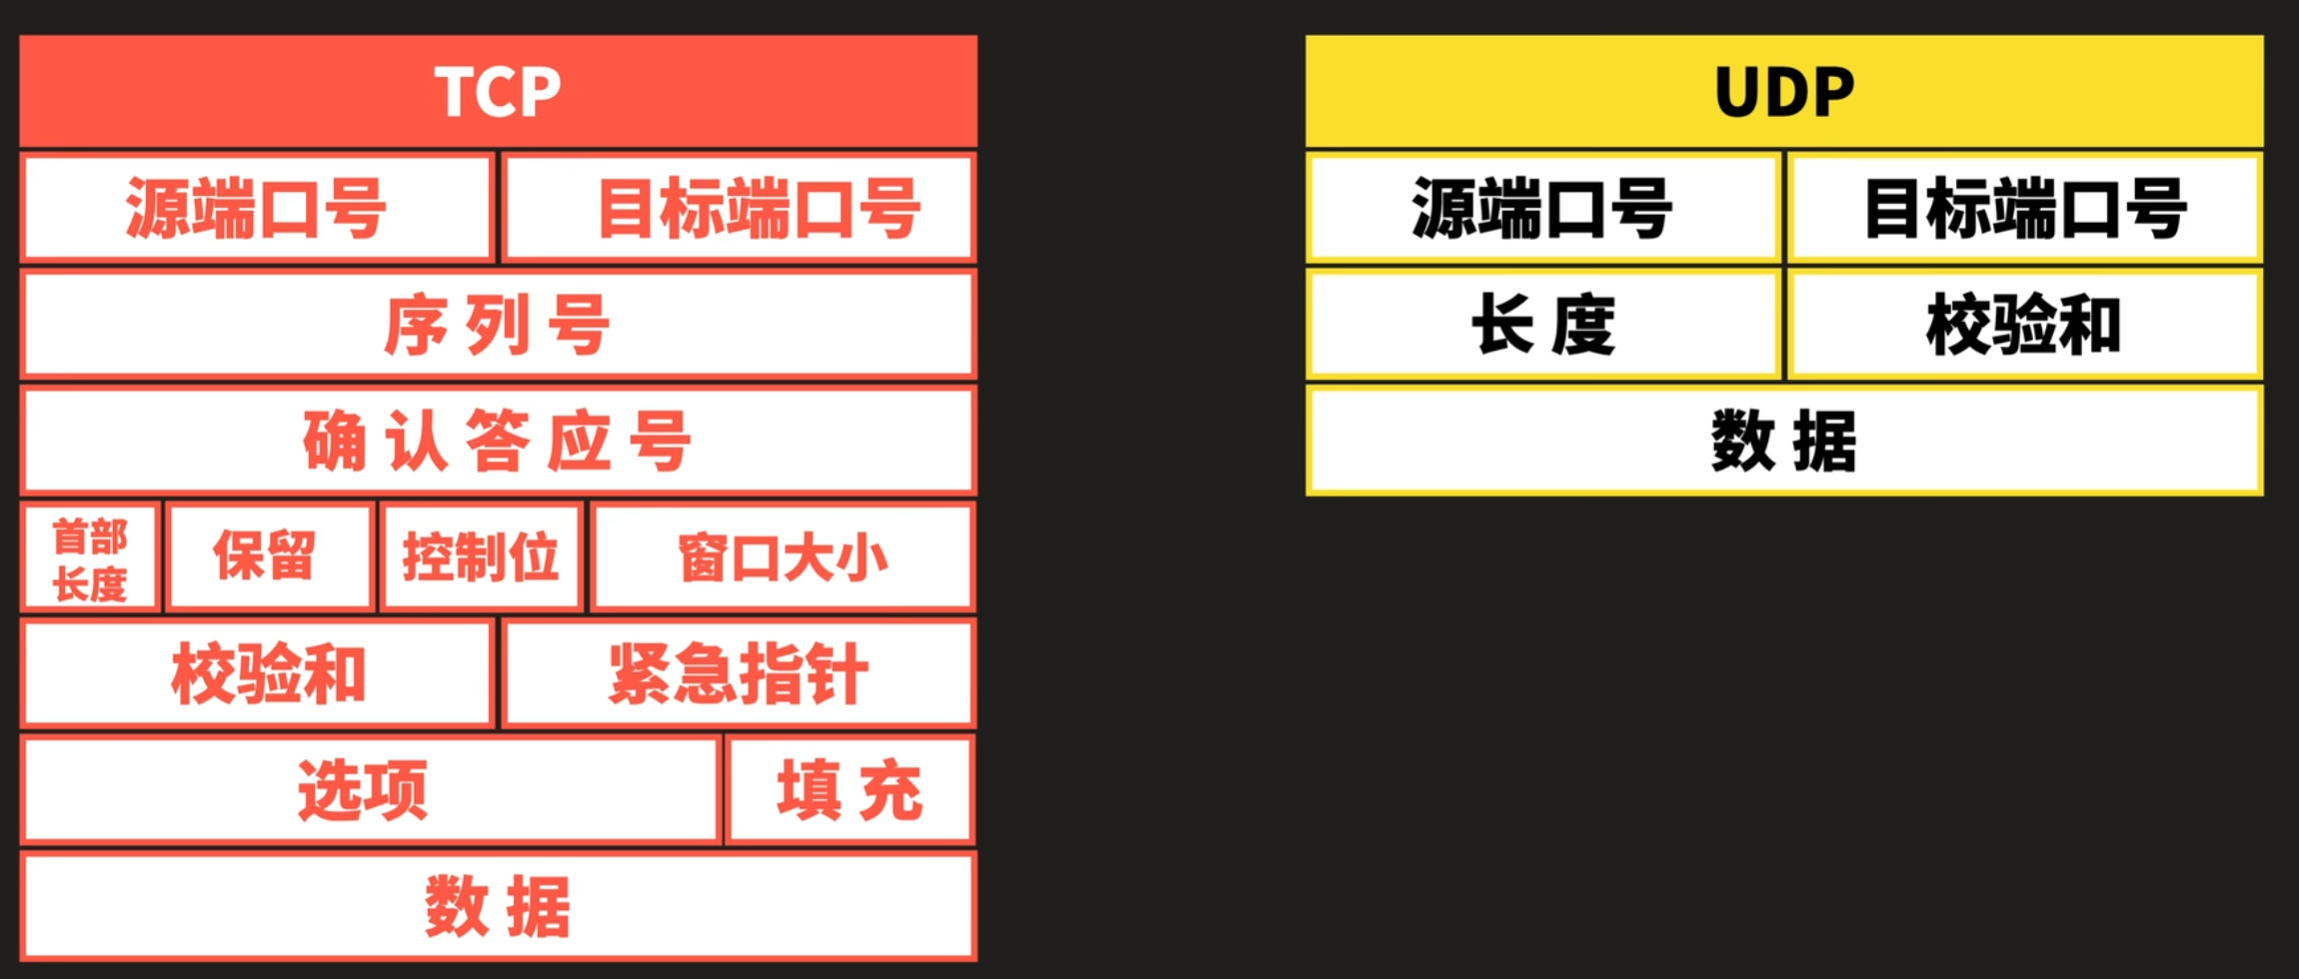 TCP
源端口号
目标端口号
序列号
确认答应号
首部
长度
保留
控制位
窗口大小
校验和
紧急指针
选项
填充
数据
UDP
源端口号
目标端口号
长度
校验和
数据